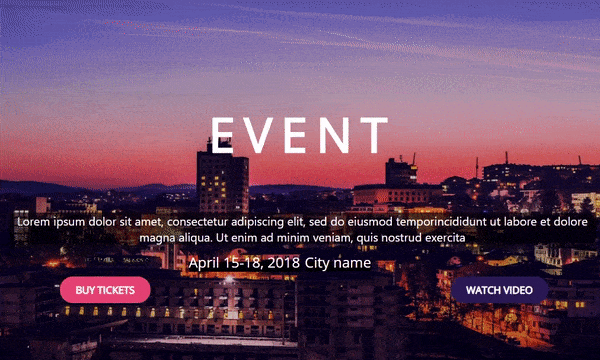 EVENT
Lorem ipsum dolor sit amet, consectetur adipiscing elit, sed do eiusmod temporincididunt ut labore et dolore
magna aliqua. Ut enim ad minim veniam, quis nostrud exercita
April 15-18, 2018 City name
BUY TICKETS
WATCH VIDEO